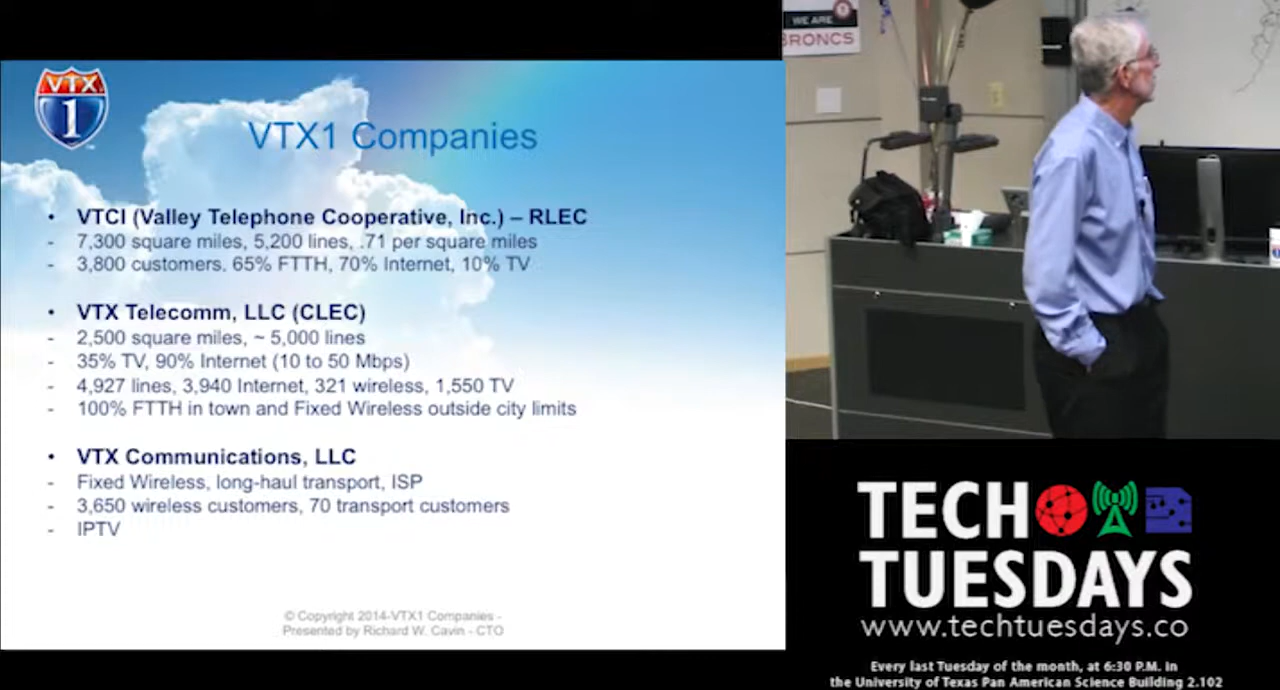 VTX
1
VTX1 Companies
• VTCI (Valley Telephone Cooperative, Inc.) – RLEC
- 7,300 square miles, 5,200 lines, .71 per square miles
- 3,800 customers, 65% FTTH, 70% Internet, 10% TV
• VTX Telecomm, LLC (CLEC)
- 2,500 square miles, ~ 5,000 lines
- 35% TV, 90% Internet (10 to 50 Mbps)
- 4,927 lines, 3,940 Internet, 321 wireless, 1,550 TV
- 100% FTTH in town and Fixed Wireless outside city limits
• VTX Communications, LLC
- Fixed Wireless, long-haul transport, ISP
- 3,650 wireless customers, 70 transport customers
- IPTV
© Copyright 2014-VTX1 Companies -
Presented by Richard W. Cavin - CTO
WE ARE
BRONCS
TECH
TUESDAYS
www.techtuesdays.co
Every last Tuesday of the month, at 6:30 P.M. in
the University of Texas Pan American Science Building 2.102